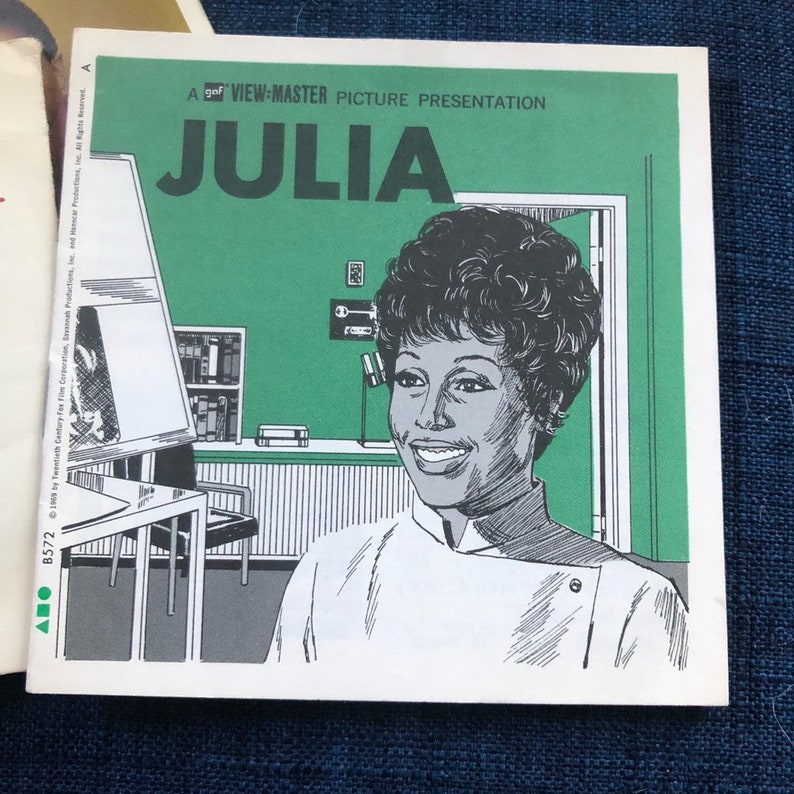 A gaf VIEW-MASTER PICTURE PRESENTATION
JULIA
A
© 1969 by Twentieth Century-Fox Film Corporation, Savannah Productions, Inc. and Hanncar Productions, Inc. All Rights Reserved.
B572